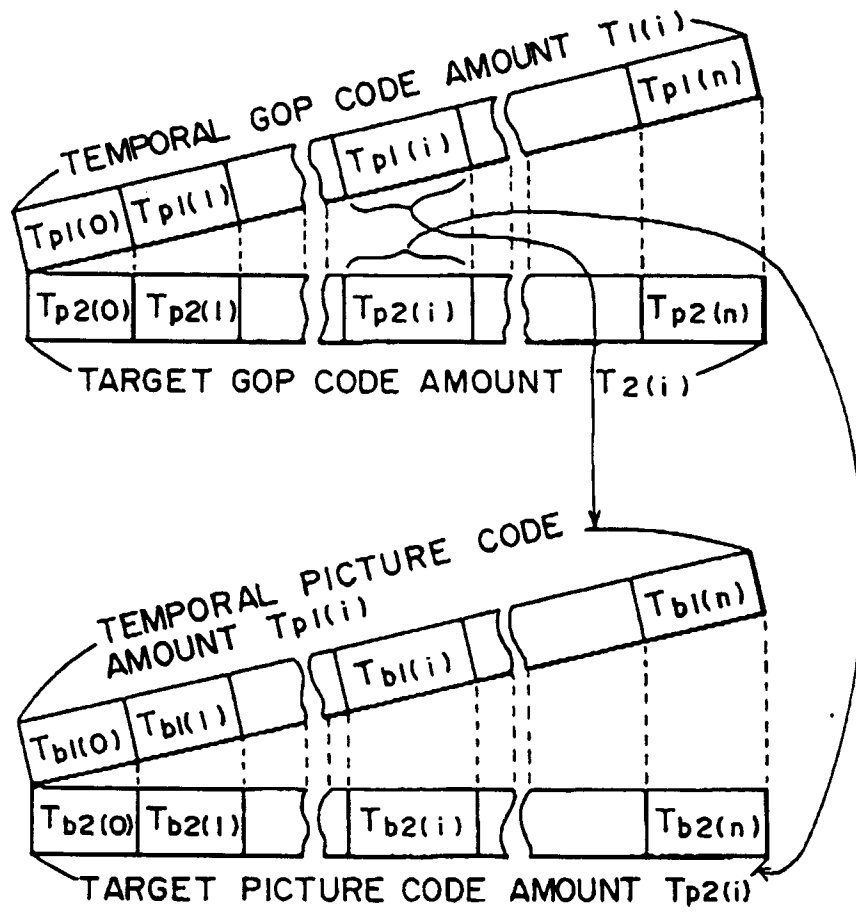 TEMPORAL GOP CODE AMOUNT T1(i)
Tp1(0) Tp1(1) Tp1(i) Tp1(n)
Tp2(0) Tp2(1) Tp2(i) Tp2(n)
TARGET GOP CODE AMOUNT T2(i)
TEMPORAL PICTURE CODE
AMOUNT Tp1(i)
Tb1(0) Tb1(1) Tb1(i) Tb1(n)
Tb2(0) Tb2(1) Tb2(i) Tb2(n)
TARGET PICTURE CODE AMOUNT Tp2(i)